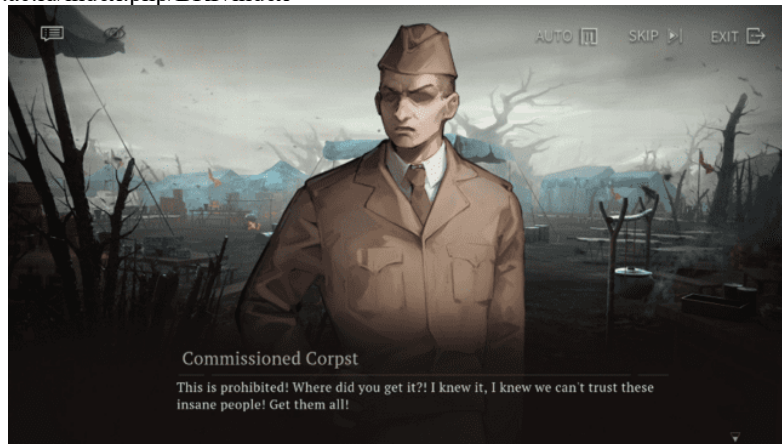 AUTO
SKIP
EXIT
Commissioned Corpst
This is prohibited! Where did you get it?! I knew it, I knew we can't trust these
insane people! Get them all!